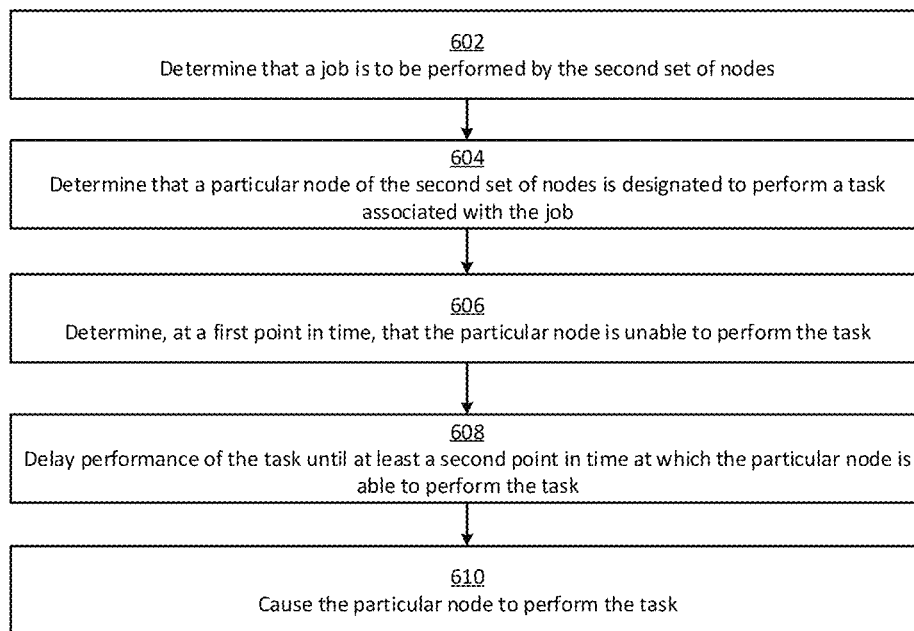 602
Determine that a job is to be performed by the second set of nodes
604
Determine that a particular node of the second set of nodes is designated to perform a task
associated with the job
606
Determine, at a first point in time, that the particular node is unable to perform the task
608
Delay performance of the task until at least a second point in time at which the particular node is
able to perform the task
610
Cause the particular node to perform the task